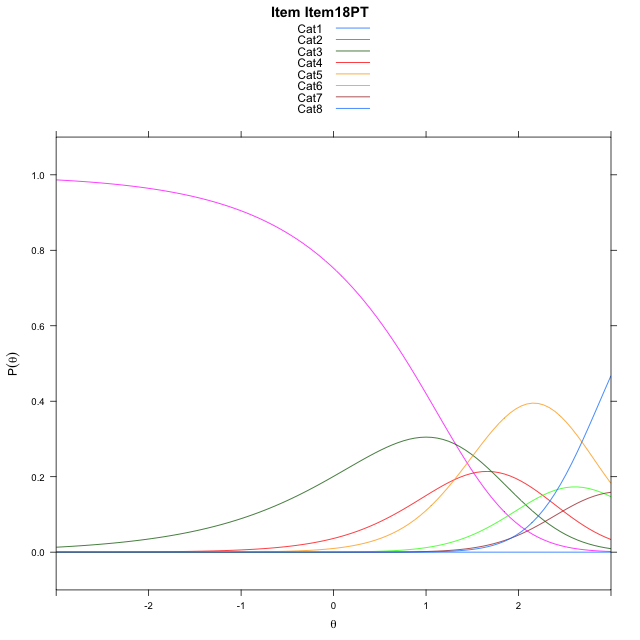 Item Item18PT
Cat1
Cat2
Cat3
Cat4
Cat5
Cat6
Cat7
Cat8
1.0
0.8
0.6
0.4
0.2
0.0
P(θ)
-2 -1 0 1 2
θ